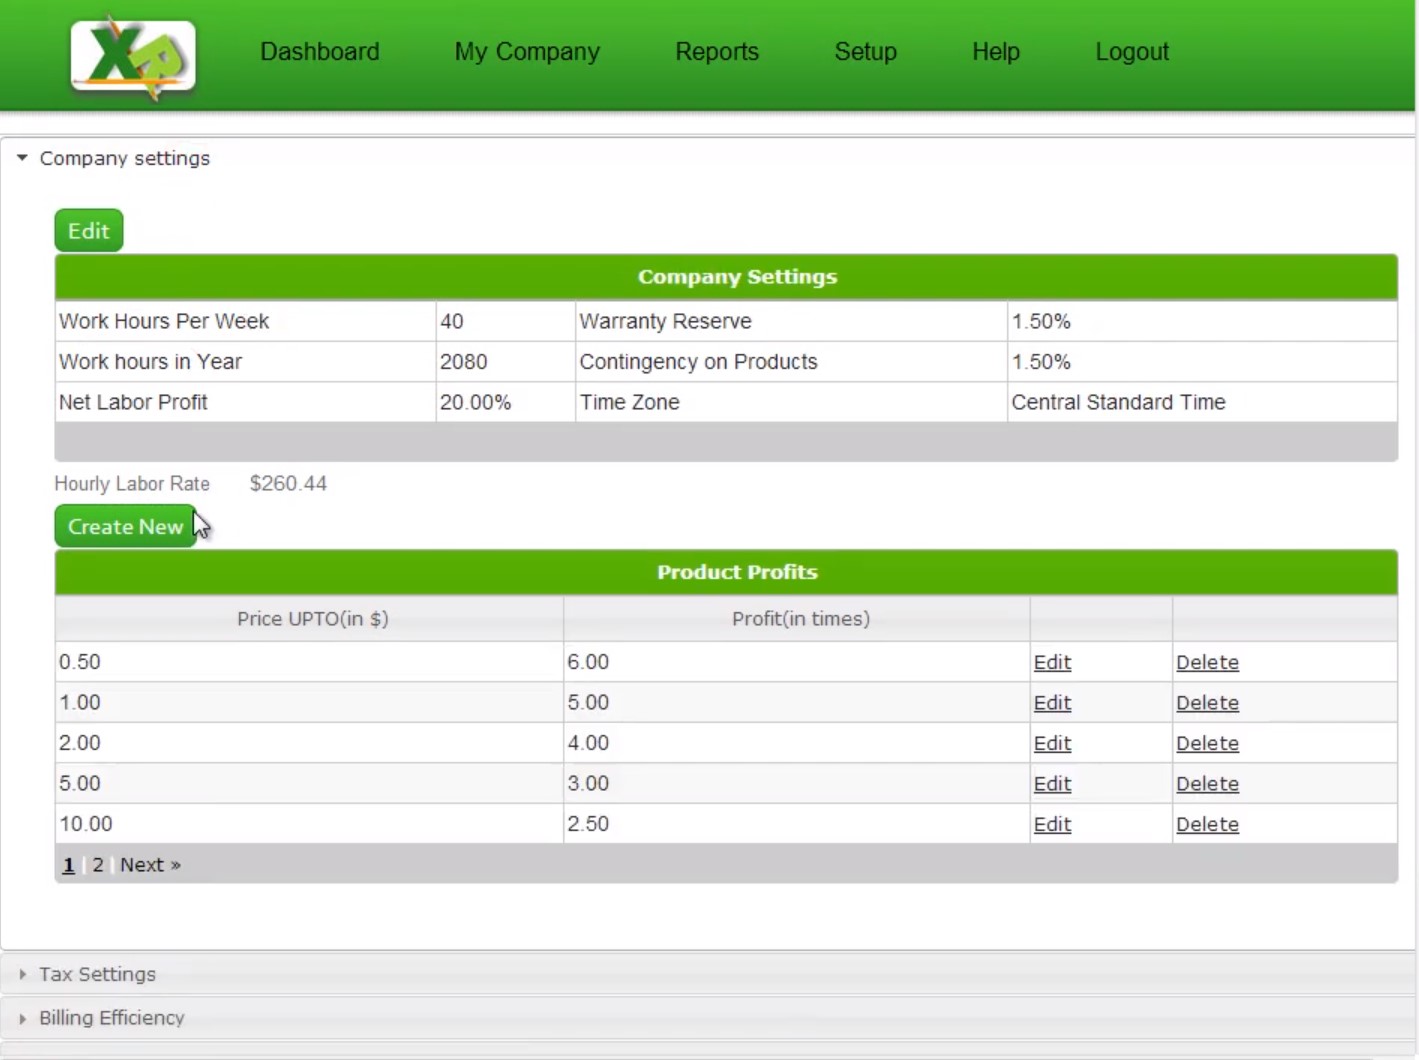 XP
Dashboard My Company Reports Setup Help Logout
Company settings
Edit
Company Settings
Work Hours Per Week 40 Warranty Reserve 1.50%
Work hours in Year 2080 Contingency on Products 1.50%
Net Labor Profit 20.00% Time Zone Central Standard Time
Hourly Labor Rate $260.44
Create New
Product Profits
Price UPTO(in $) Profit(in times)
0.50 6.00 Edit Delete
1.00 5.00 Edit Delete
2.00 4.00 Edit Delete
5.00 3.00 Edit Delete
10.00 2.50 Edit Delete
1 | 2 | Next »
Tax Settings
Billing Efficiency